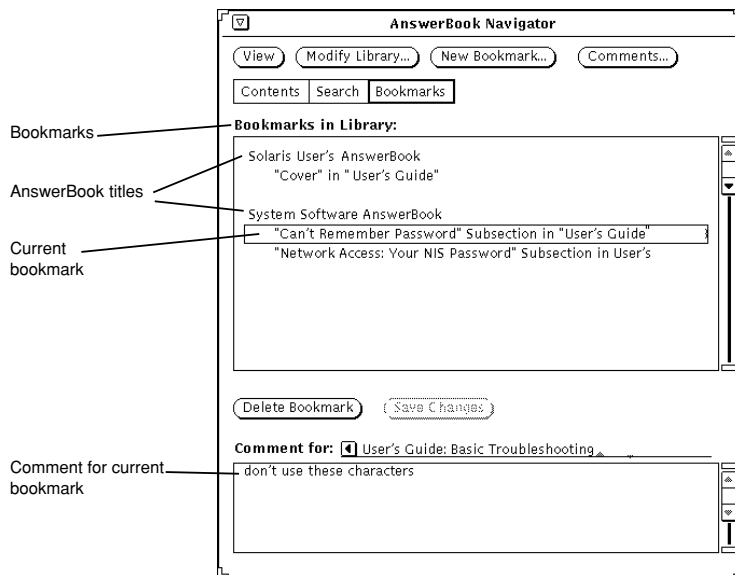 AnswerBook Navigator
View Modify Library... New Bookmark... Comments...
Contents Search Bookmarks
Bookmarks
Bookmarks in Library:
Solaris User's AnswerBook
"Cover" in "User's Guide"
AnswerBook titles
System Software AnswerBook
Current
bookmark
"Can't Remember Password" Subsection in "User's Guide"
"Network Access: Your NIS Password" Subsection in User's
Delete Bookmark Save Changes
Comment for: User's Guide: Basic Troubleshooting
Comment for current
bookmark
don't use these characters